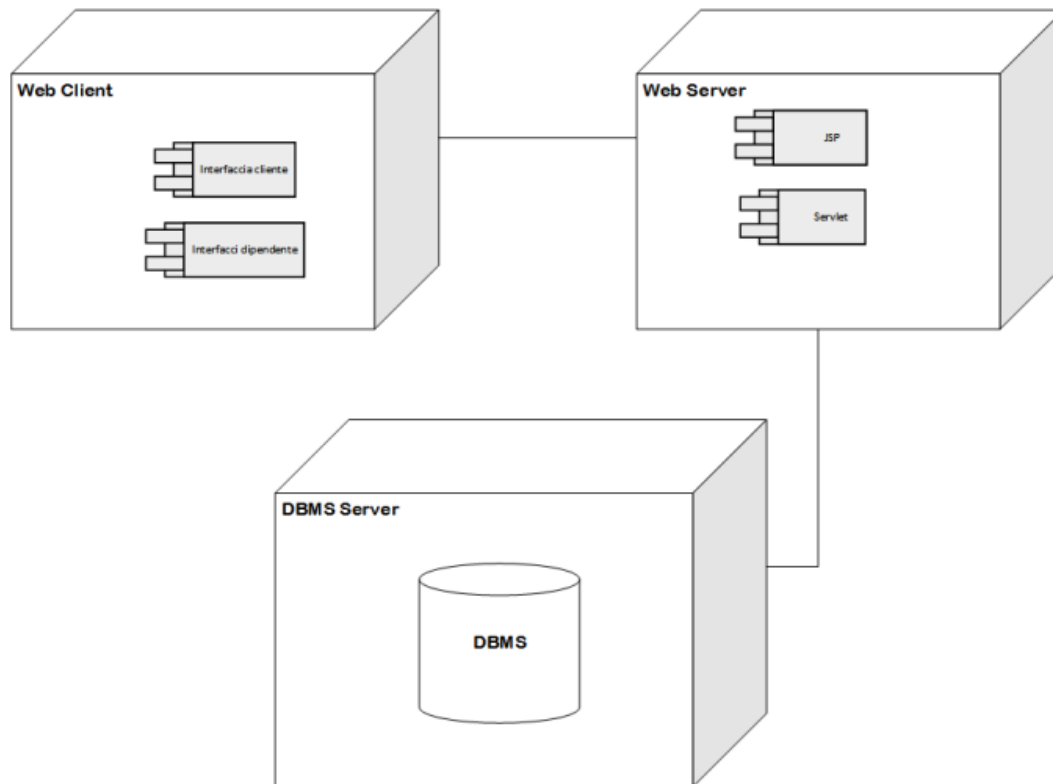 Web Client
Interfaccia cliente
Interfacci dipendente
Web Server
JSP
Servlet
DBMS Server
DBMS